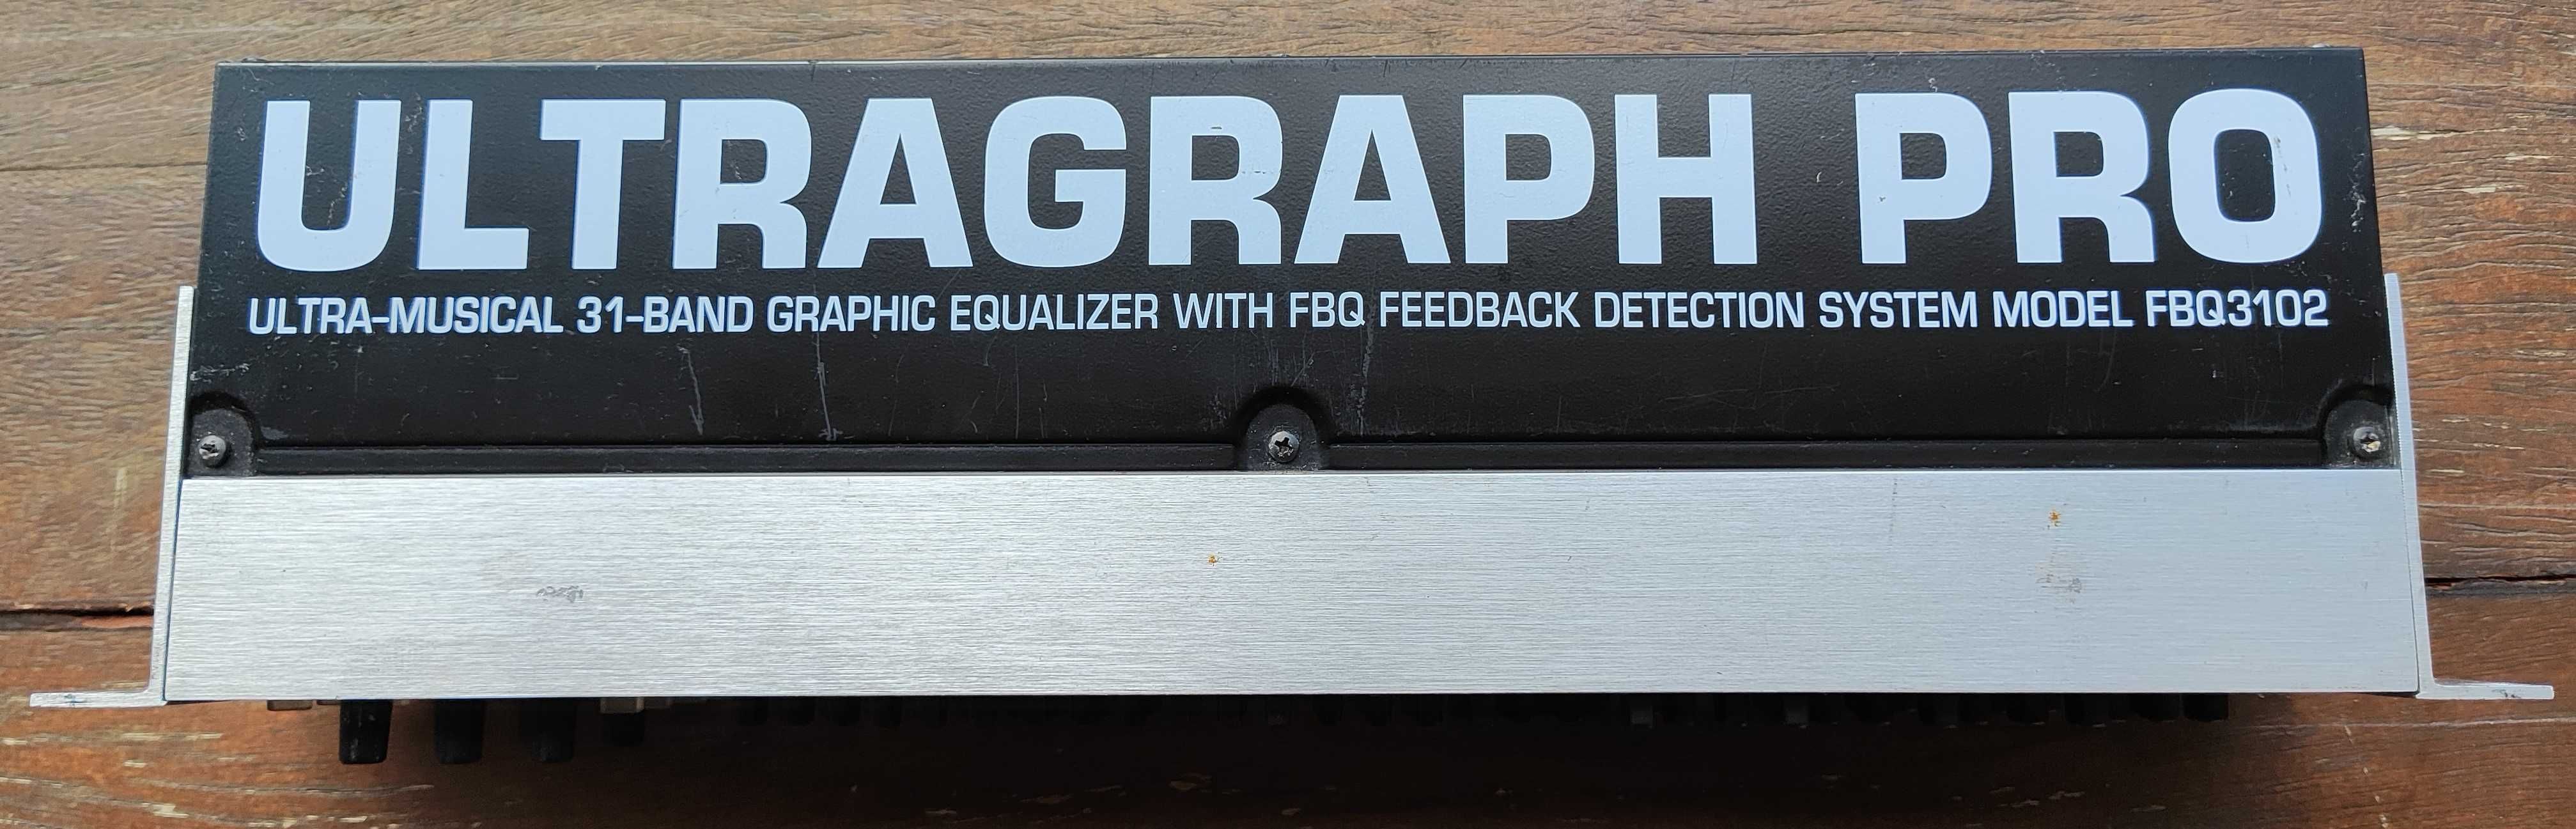 ULTRAGRAPH PRO
ULTRA-MUSICAL 31-BAND GRAPHIC EQUALIZER WITH FBQ FEEDBACK DETECTION SYSTEM MODEL FBQ3102